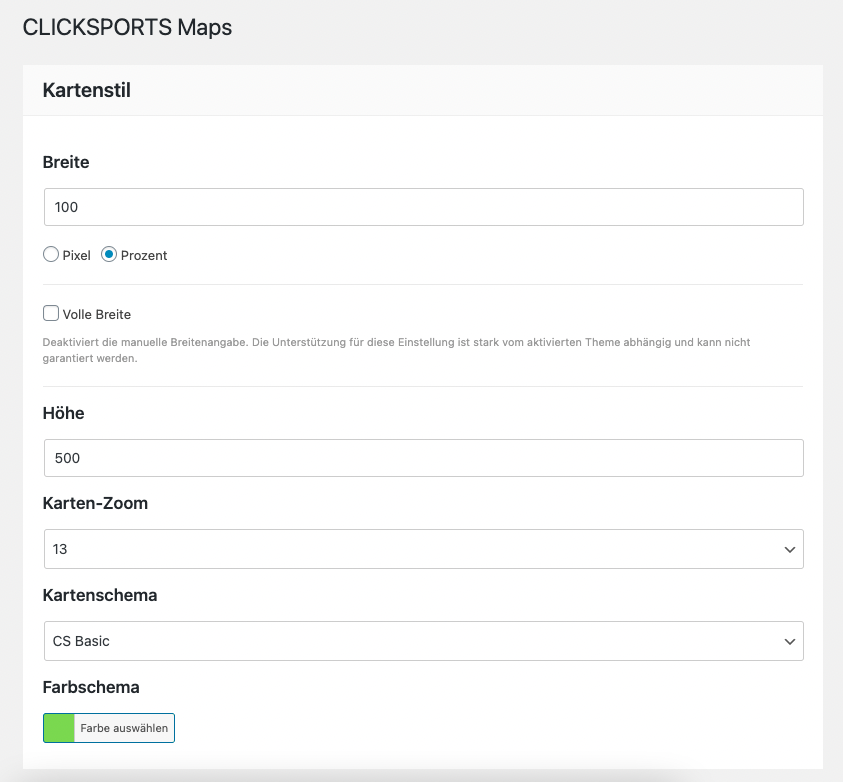 CLICKSPORTS Maps
Kartenstil
Breite
100
Pixel Prozent
Volle Breite
Deaktiviert die manuelle Breitenangabe. Die Unterstützung für diese Einstellung ist stark vom aktivierten Theme abhängig und kann nicht
garantiert werden.
Höhe
500
Karten-Zoom
13
Kartenschema
CS Basic
Farbschema
Farbe auswählen